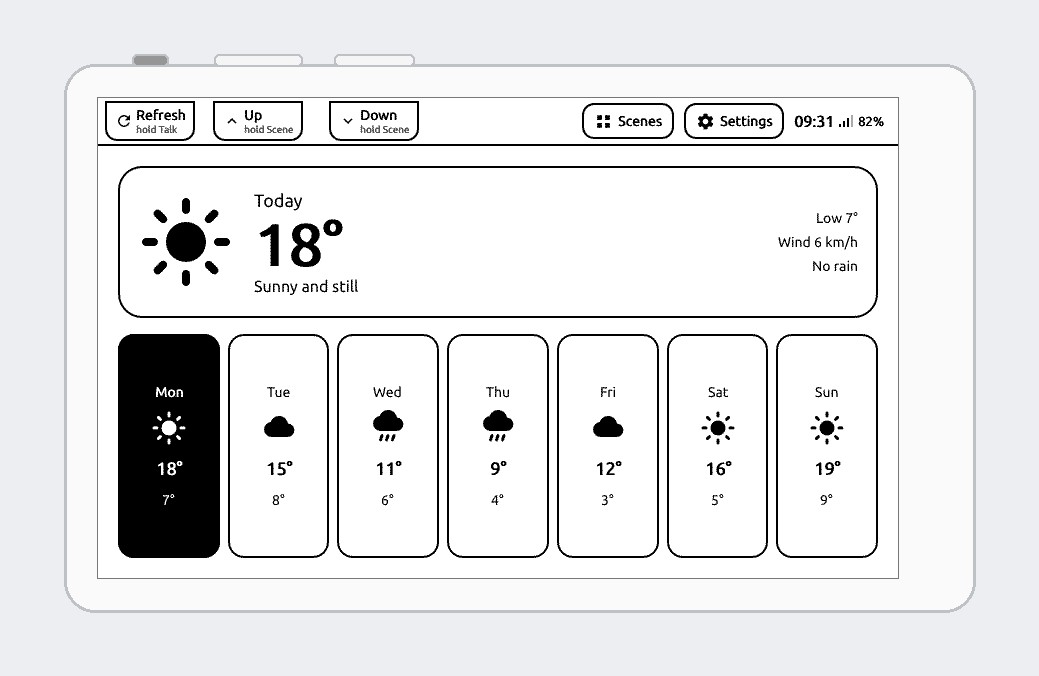 Refresh
hold Talk
Up
hold Scene
Down
hold Scene
Scenes
Settings
09:31
82%
Today
18°
Sunny and still
Low 7°
Wind 6 km/h
No rain
Mon
18°
7°
Tue
15°
8°
Wed
11°
6°
Thu
9°
4°
Fri
12°
3°
Sat
16°
5°
Sun
19°
9°